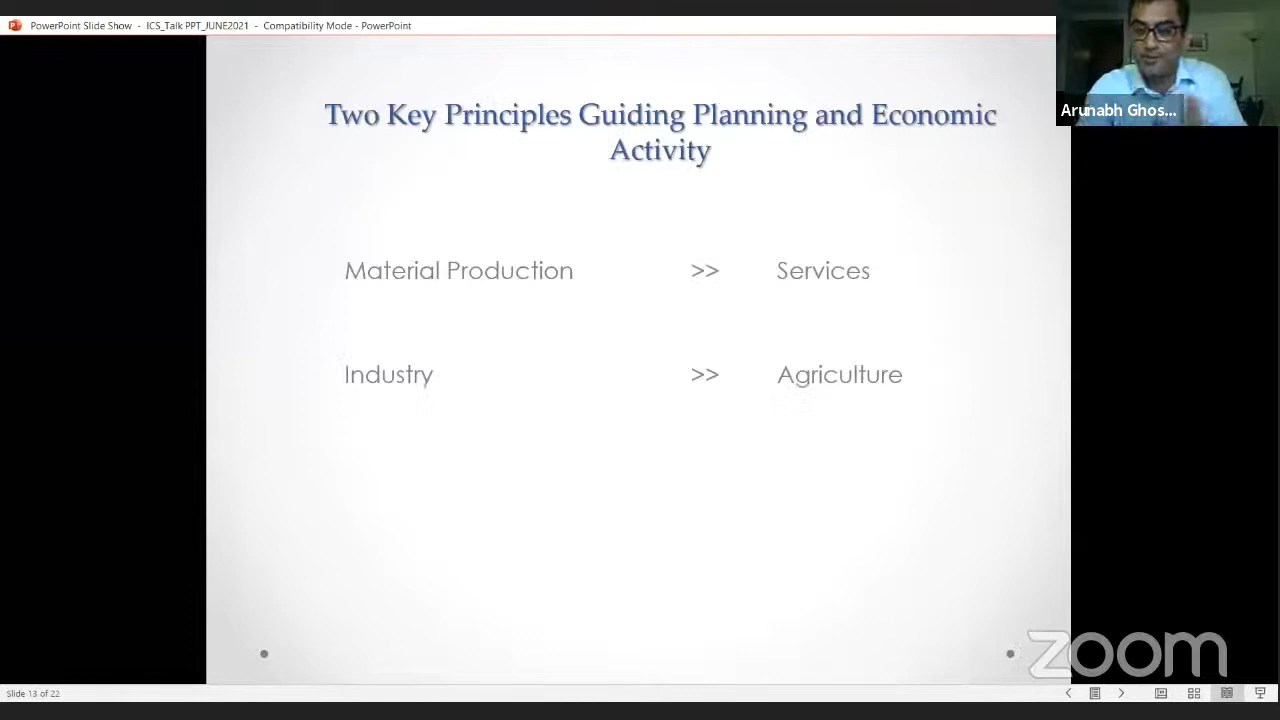 PowerPoint Slide Show - ICS_Talk PPT_JUNE2021 - Compatibility Mode - PowerPoint
Arunabh Ghos...
Two Key Principles Guiding Planning and Economic
Activity
Material Production >> Services
Industry >> Agriculture
zoom
Slide 13 of 22